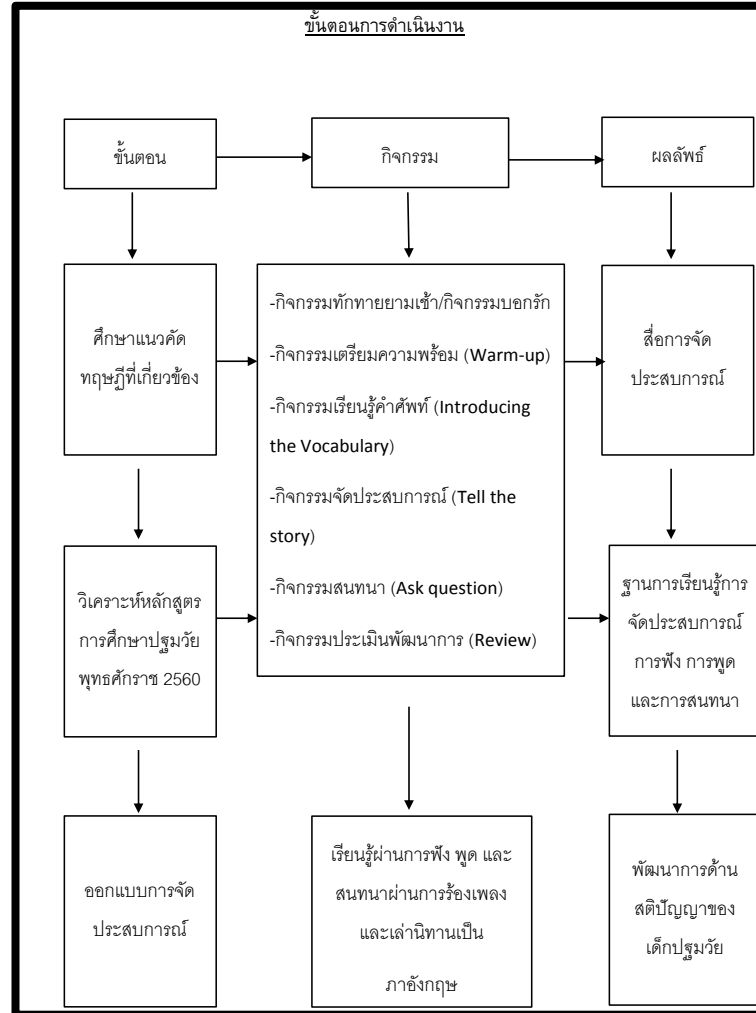 ขั้นตอนการดำเนินงาน
ขั้นตอน
กิจกรรม
ผลลัพธ์
ศึกษาแนวคิด
ทฤษฎีที่เกี่ยวข้อง
-กิจกรรมทักทายยามเช้า/กิจกรรมบอกรัก
-กิจกรรมเตรียมความพร้อม (Warm-up)
-กิจกรรมเรียนรู้คำศัพท์ (Introducing
the Vocabulary)
-กิจกรรมจัดประสบการณ์ (Tell the
story)
-กิจกรรมสนทนา (Ask question)
-กิจกรรมประเมินพัฒนาการ (Review)
สื่อการจัด
ประสบการณ์
วิเคราะห์หลักสูตร
การศึกษาปฐมวัย
พุทธศักราช 2560
ฐานการเรียนรู้การ
จัดประสบการณ์
การฟัง การพูด
และการสนทนา
ออกแบบการจัด
ประสบการณ์
เรียนรู้ผ่านการฟัง พูด และ
สนทนาผ่านการร้องเพลง
และเล่านิทานเป็น
ภาอังกฤษ
พัฒนาการด้าน
สติปัญญาของ
เด็กปฐมวัย